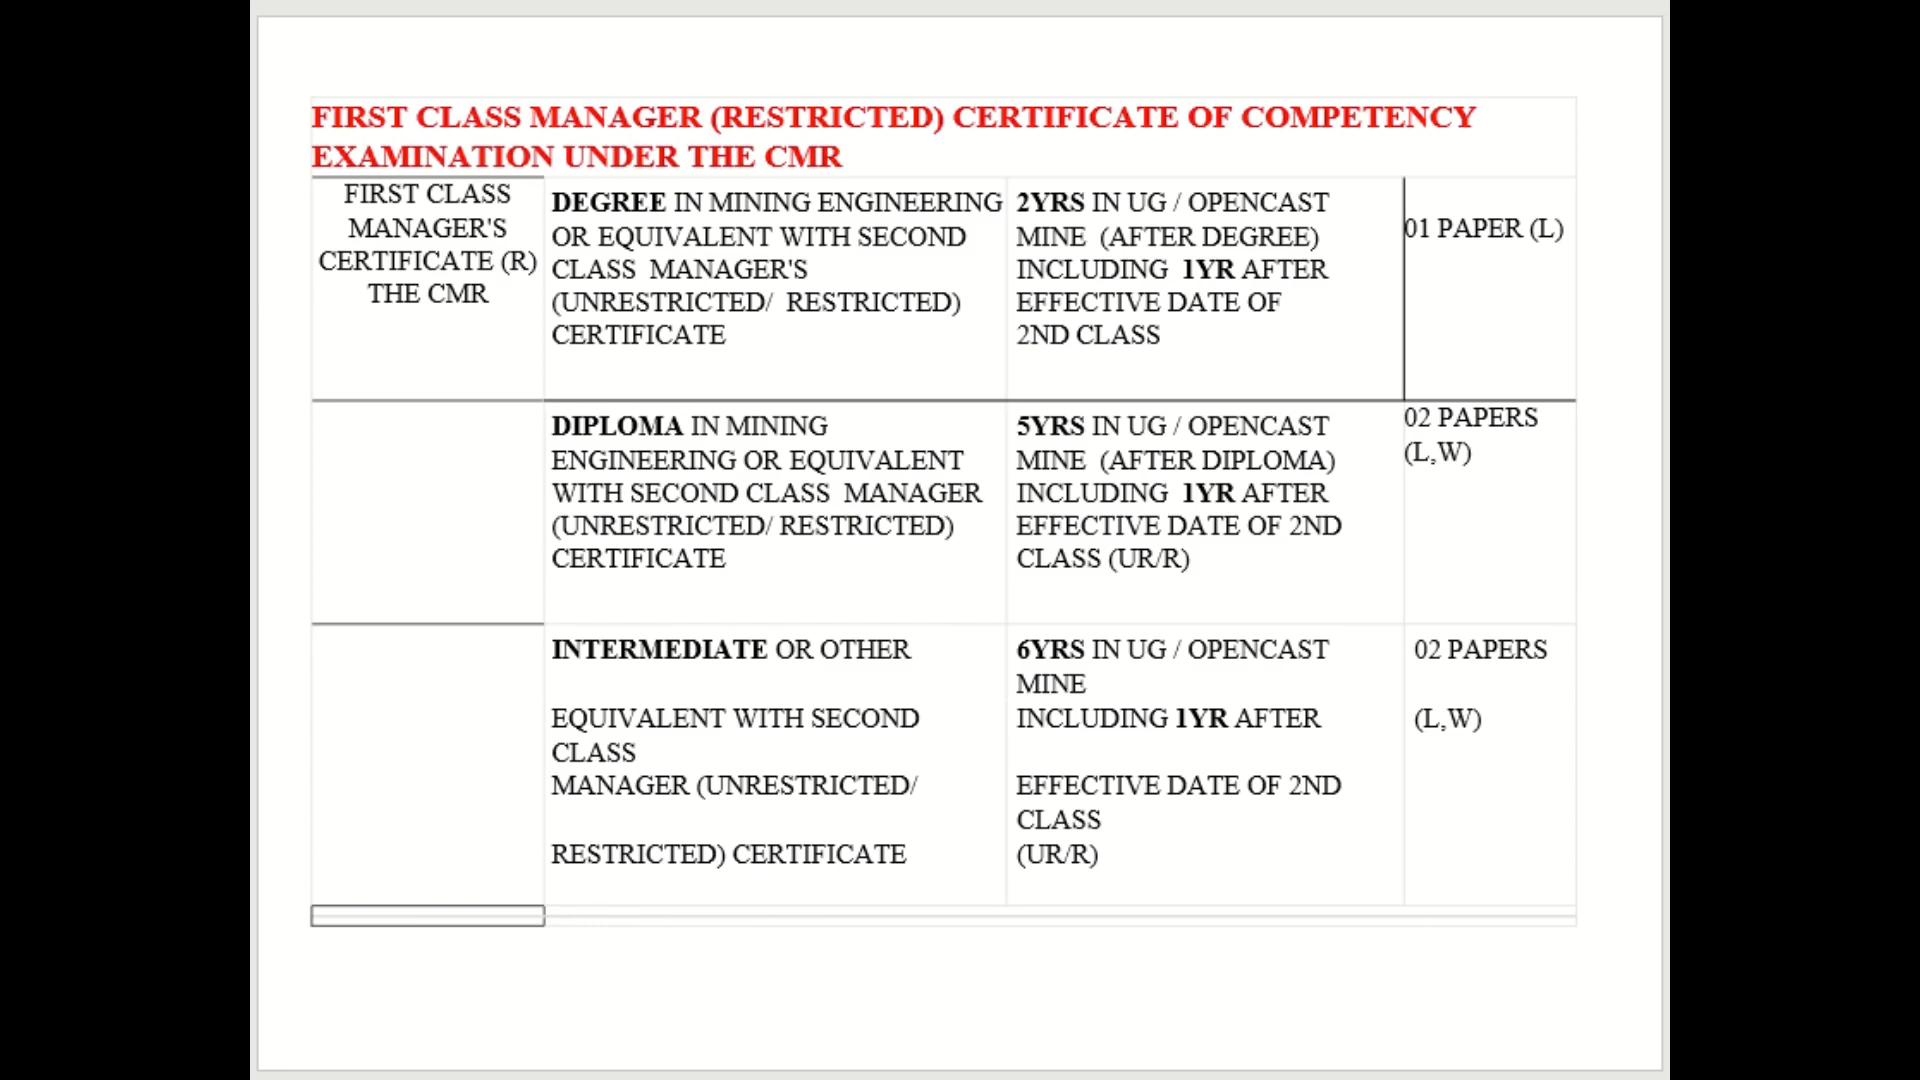 FIRST CLASS MANAGER (RESTRICTED) CERTIFICATE OF COMPETENCY
EXAMINATION UNDER THE CMR
FIRST CLASS
MANAGER'S
CERTIFICATE (R)
THE CMR
DEGREE IN MINING ENGINEERING
OR EQUIVALENT WITH SECOND
CLASS MANAGER'S
(UNRESTRICTED/ RESTRICTED)
CERTIFICATE
2YRS IN UG / OPENCAST
MINE (AFTER DEGREE)
INCLUDING 1YR AFTER
EFFECTIVE DATE OF
2ND CLASS
01 PAPER (L)
DIPLOMA IN MINING
ENGINEERING OR EQUIVALENT
WITH SECOND CLASS MANAGER
(UNRESTRICTED/ RESTRICTED)
CERTIFICATE
5YRS IN UG / OPENCAST
MINE (AFTER DIPLOMA)
INCLUDING 1YR AFTER
EFFECTIVE DATE OF 2ND
CLASS (UR/R)
02 PAPERS
(L,W)
INTERMEDIATE OR OTHER
EQUIVALENT WITH SECOND
CLASS
MANAGER (UNRESTRICTED/
RESTRICTED) CERTIFICATE
6YRS IN UG / OPENCAST
MINE
INCLUDING 1YR AFTER
EFFECTIVE DATE OF 2ND
CLASS
(UR/R)
02 PAPERS
(L,W)